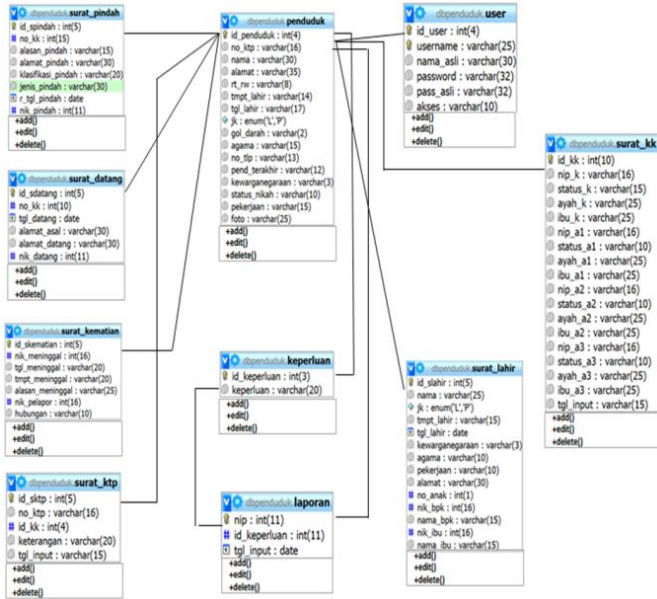 dbpenduduk.surat_pindah
id_spindah : int(5)
no_kk : int(15)
alasan_pindah : varchar(15)
alamat_pindah : varchar(30)
klasifikasi_pindah : varchar(20)
jenis_pindah : varchar(30)
r_tgl_pindah : date
nik_pindah : int(11)
+add()
+edit()
+delete()
dbpenduduk.surat_datang
id_sdatang : int(5)
no_kk : int(10)
tgl_datang : date
alamat_asal : varchar(30)
alamat_datang : varchar(30)
nik_datang : int(11)
+add()
+edit()
+delete()
dbpenduduk.surat_kematian
id_skematian : int(5)
nik_meninggal : int(16)
tgl_meninggal : varchar(20)
tmpt_meninggal : varchar(20)
alasan_meninggal : varchar(25)
nik_pelapor : int(16)
hubungan : varchar(10)
+add()
+edit()
+delete()
dbpenduduk.surat_ktp
id_sktp : int(5)
no_ktp : varchar(16)
id_kk : int(4)
keterangan : varchar(20)
tgl_input : varchar(15)
+add()
+edit()
+delete()
dbpenduduk.penduduk
id_penduduk : int(4)
no_ktp : varchar(16)
nama : varchar(30)
alamat : varchar(35)
rt_rw : varchar(8)
tmpt_lahir : varchar(14)
tgl_lahir : varchar(17)
jk : enum('L','P')
gol_darah : varchar(2)
agama : varchar(15)
no_tlp : varchar(13)
pend_terakhir : varchar(12)
kewarganegaraan : varchar(3)
status_nikah : varchar(10)
pekerjaan : varchar(15)
foto : varchar(25)
+add()
+edit()
+delete()
dbpenduduk.keperluan
id_keperluan : int(3)
keperluan : varchar(20)
+add()
+edit()
+delete()
dbpenduduk.laporan
nip : int(11)
id_keperluan : int(11)
tgl_input : date
+add()
+edit()
+delete()
dbpenduduk.user
id_user : int(4)
username : varchar(25)
nama_asli : varchar(30)
password : varchar(32)
pass_asli : varchar(32)
akses : varchar(10)
+add()
+edit()
+delete()
dbpenduduk.surat_lahir
id_slahir : int(5)
nama : varchar(25)
jk : enum('L','P')
tmpt_lahir : varchar(15)
tgl_lahir : date
kewarganegaraan : varchar(3)
agama : varchar(10)
pekerjaan : varchar(10)
alamat : varchar(30)
no_anak : int(1)
nik_bpk : int(16)
nama_bpk : varchar(15)
nik_ibu : int(16)
nama_ibu : varchar(15)
+add()
+edit()
+delete()
dbpenduduk.surat_kk
id_kk : int(10)
nip_k : varchar(16)
status_k : varchar(15)
ayah_k : varchar(25)
ibu_k : varchar(25)
nip_a1 : varchar(16)
status_a1 : varchar(10)
ayah_a1 : varchar(25)
ibu_a1 : varchar(25)
nip_a2 : varchar(16)
status_a2 : varchar(10)
ayah_a2 : varchar(25)
ibu_a2 : varchar(25)
nip_a3 : varchar(16)
status_a3 : varchar(10)
ayah_a3 : varchar(25)
ibu_a3 : varchar(25)
tgl_input : varchar(15)
+add()
+edit()
+delete()